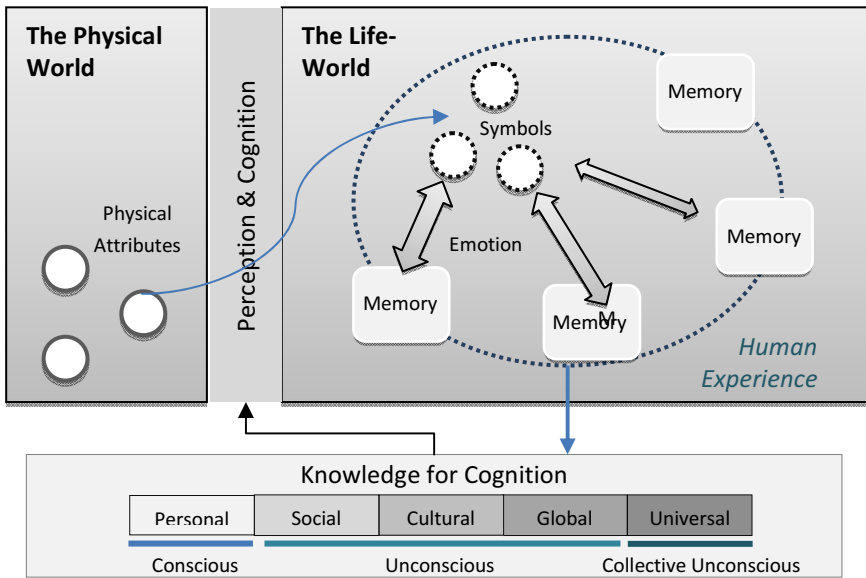 The Physical
World
Physical
Attributes
Perception & Cognition
The Life-
World
Symbols
Emotion
Memory
Memory
Memory
Memory
M
Human
Experience
Knowledge for Cognition
Personal
Social
Cultural
Global
Universal
Conscious
Unconscious
Collective Unconscious